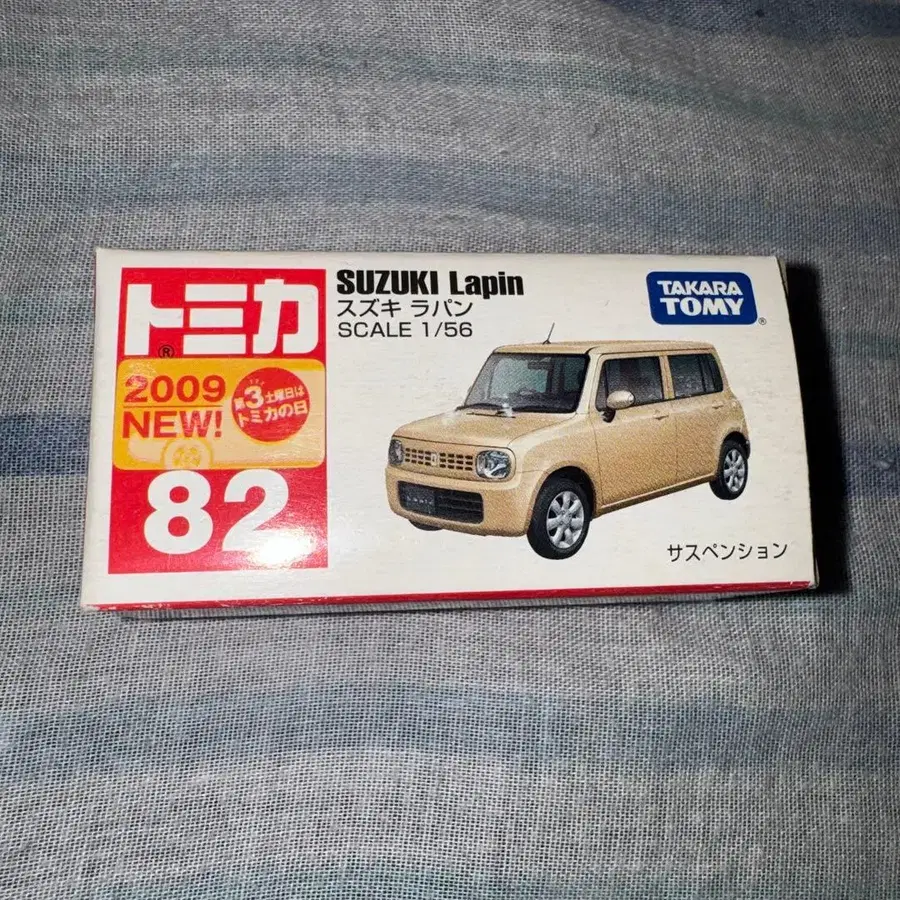 トミカ
®
2009
NEW!
第3土曜日は
トミカの日
82
SUZUKI Lapin
スズキ ラパン
SCALE 1/56
TAKARA
TOMY®
Lapin
サスペンション